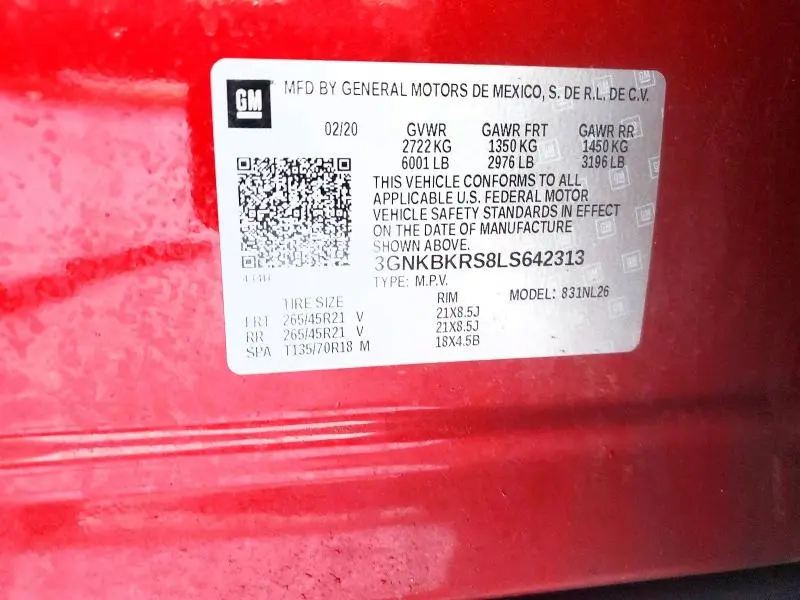 GM
MFD BY GENERAL MOTORS DE MEXICO, S. DE R.L. DE C.V.
02/20 GVWR GAWR FRT GAWR RR
2722 KG 1350 KG 1450 KG
6001 LB 2976 LB 3196 LB
THIS VEHICLE CONFORMS TO ALL
APPLICABLE U.S. FEDERAL MOTOR
VEHICLE SAFETY STANDARDS IN EFFECT
ON THE DATE OF MANUFACTURE
SHOWN ABOVE.
3GNKBKRS8LS642313
TYPE: M.P.V.
TIRE SIZE RIM MODEL: 831NL26
FRT 265/45R21 V 21X8.5J
RR 265/45R21 V 21X8.5J
SPA T135/70R18 M 18X4.5B